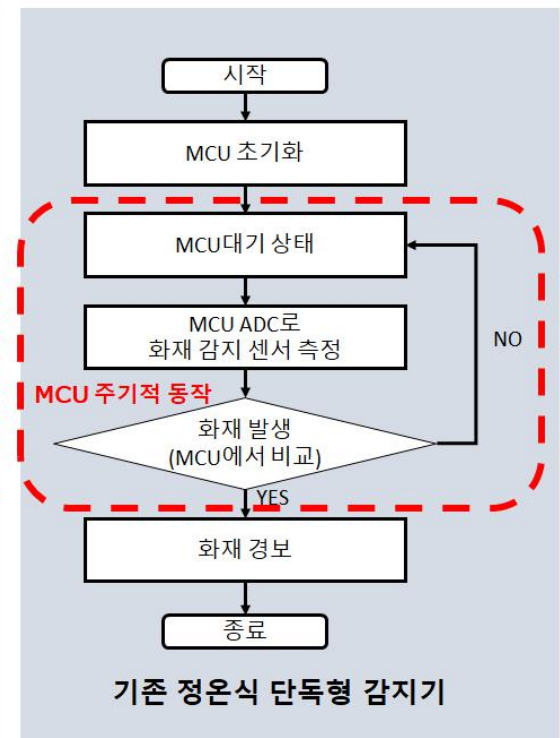 시작
MCU 초기화
MCU대기 상태
MCU ADC로
화재 감지 센서 측정
NO
MCU 주기적 동작
화재 발생
(MCU에서 비교)
YES
화재 경보
종료
기존 정온식 단독형 감지기